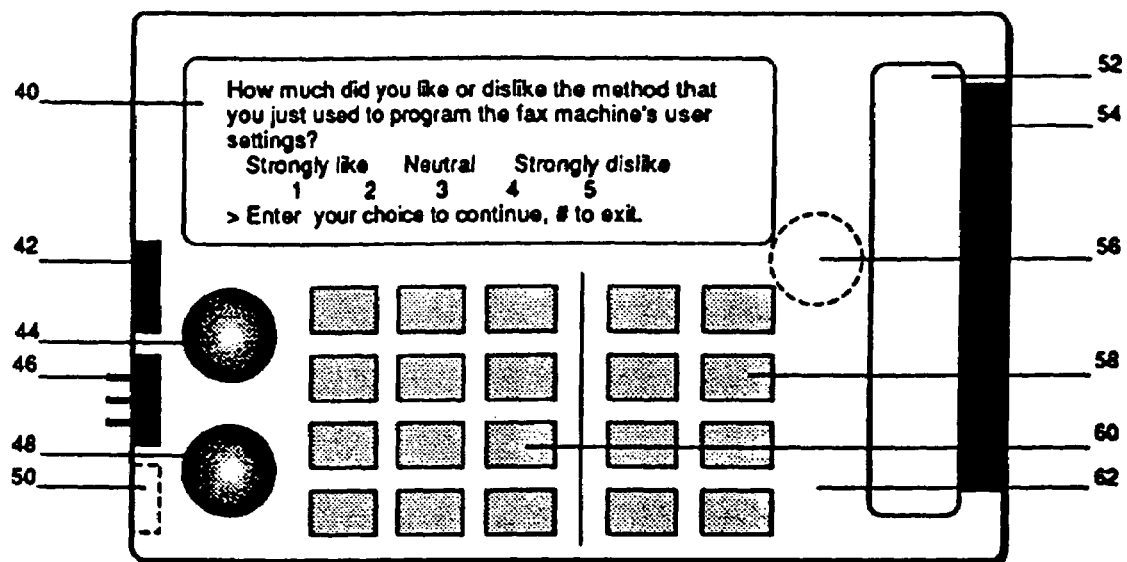 How much did you like or dislike the method that
you just used to program the fax machine's user
settings?
Strongly like Neutral Strongly dislike
1 2 3 4 5
> Enter your choice to continue, # to exit.
40
42
44
46
48
50
52
54
56
58
60
62